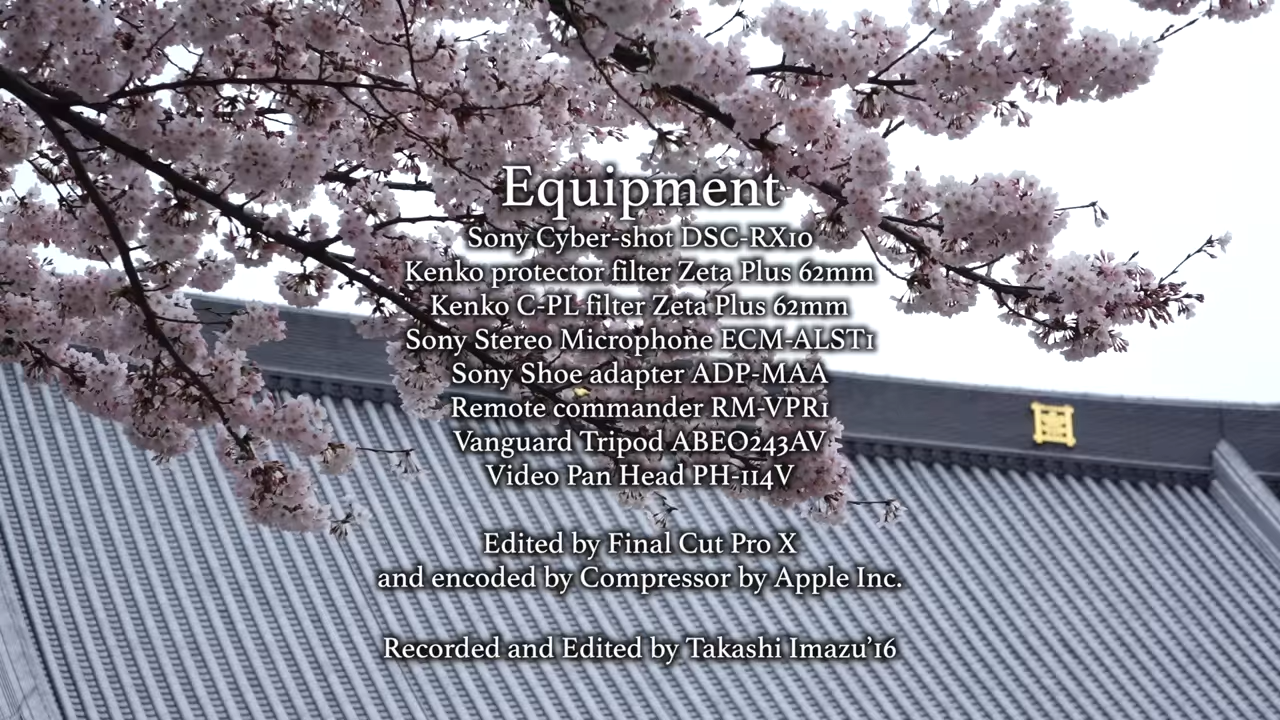 Equipment
Sony Cyber-shot DSC-RX10
Kenko protector filter Zeta Plus 62mm
Kenko C-PL filter Zeta Plus 62mm
Sony Stereo Microphone ECM-ALST1
Sony Shoe adapter ADP-MAA
Remote commander RM-VPR1
Vanguard Tripod ABEO243AV
Video Pan Head PH-114V
Edited by Final Cut Pro X
and encoded by Compressor by Apple Inc.
Recorded and Edited by Takashi Imazu’16